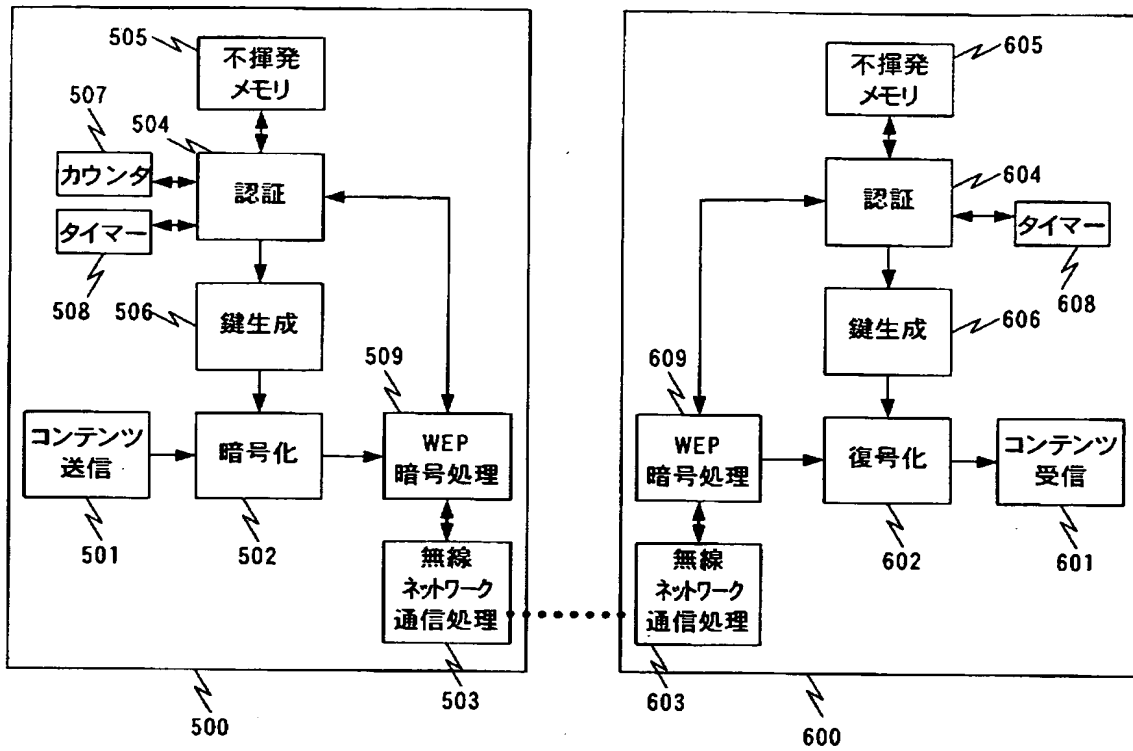 505
不揮発
メモリ
507
504
カウンタ
認証
タイマー
508
506
鍵生成
509
コンテンツ
送信
暗号化
WEP
暗号処理
501
502
無線
ネットワーク
通信処理
503
500
605
不揮発
メモリ
604
認証
タイマー
608
606
鍵生成
609
WEP
暗号処理
復号化
コンテンツ
受信
602
601
無線
ネットワーク
通信処理
603
600